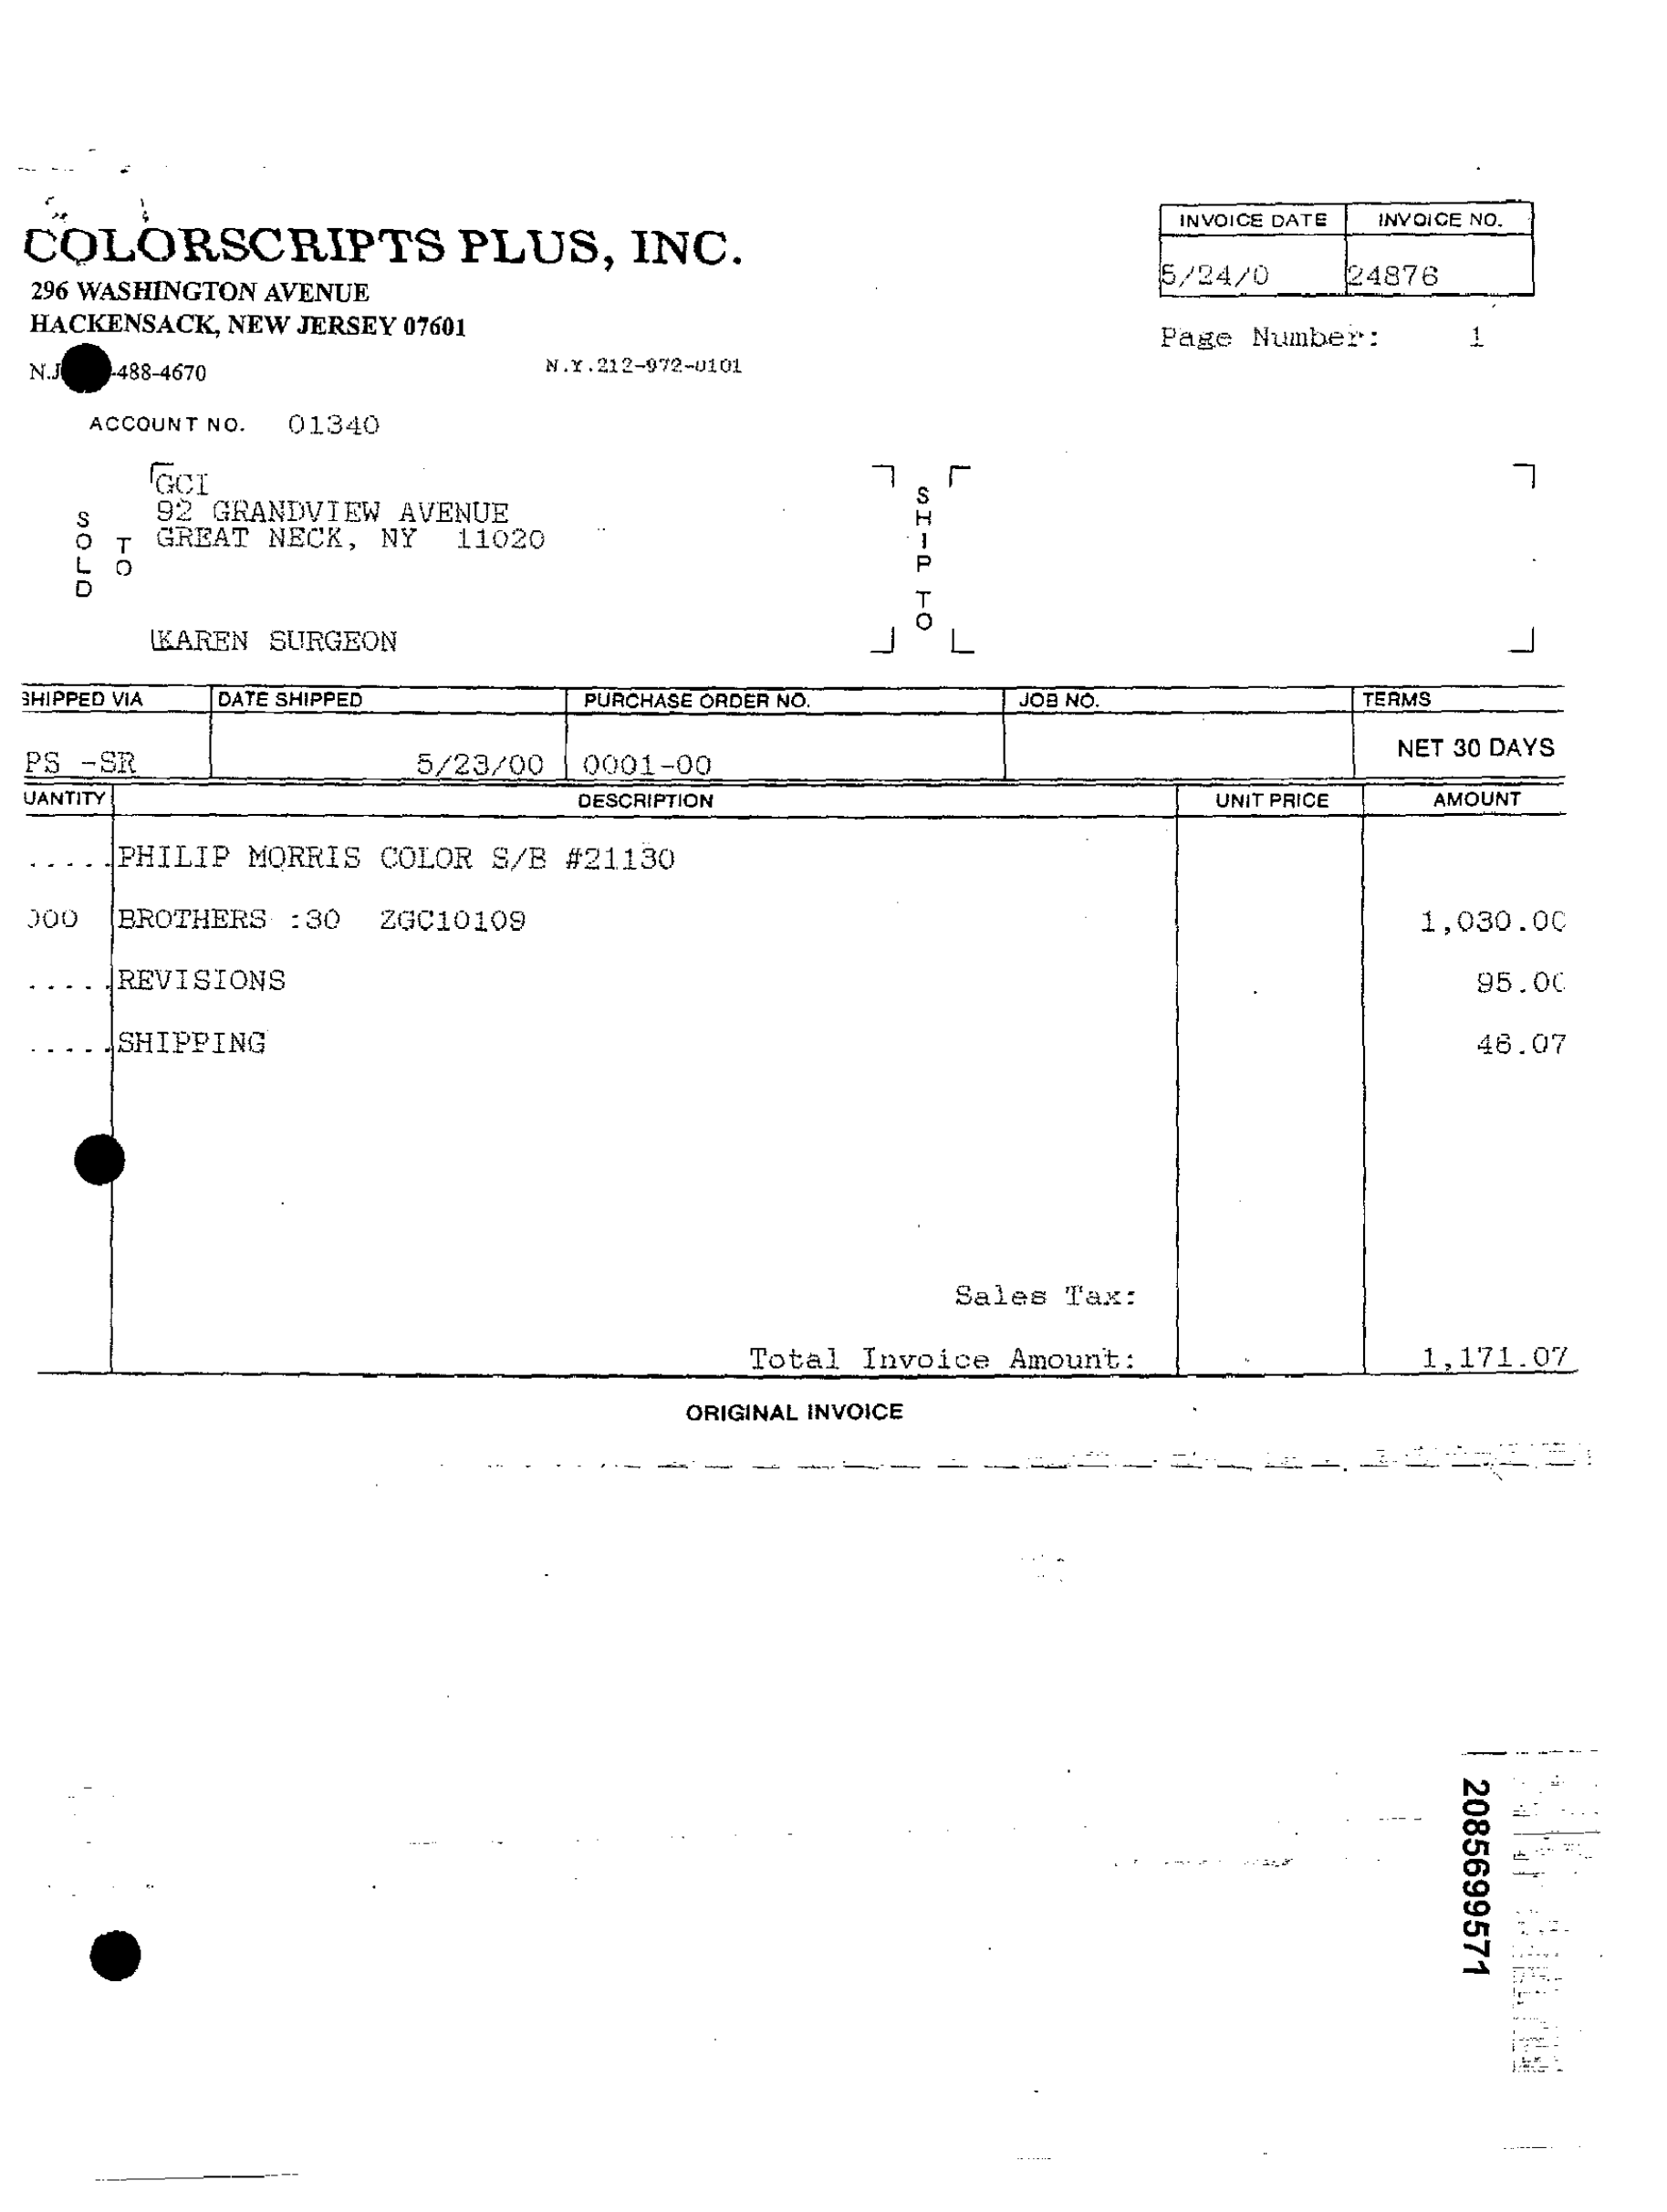 COLORSCRIPTS PLUS, INC.
296 WASHINGTON AVENUE
HACKENSACK, NEW JERSEY 07601
N.J -488-4670 N.Y.212-972-0101
INVOICE DATE INVOICE NO.
5/24/0 24876
Page Number: 1
ACCOUNT NO. 01340
SOLD TO
GCI
92 GRANDVIEW AVENUE
GREAT NECK, NY 11020
KAREN SURGEON
SHIP TO
SHIPPED VIA DATE SHIPPED PURCHASE ORDER NO. JOB NO. TERMS
PS -SR 5/23/00 0001-00 NET 30 DAYS
UANTITY DESCRIPTION UNIT PRICE AMOUNT
.....PHILIP MORRIS COLOR S/B #21130
000 BROTHERS :30 ZGC10109 1,030.00
.....REVISIONS 95.00
.....SHIPPING 46.07
Sales Tax:
Total Invoice Amount: 1,171.07
ORIGINAL INVOICE
2085699571